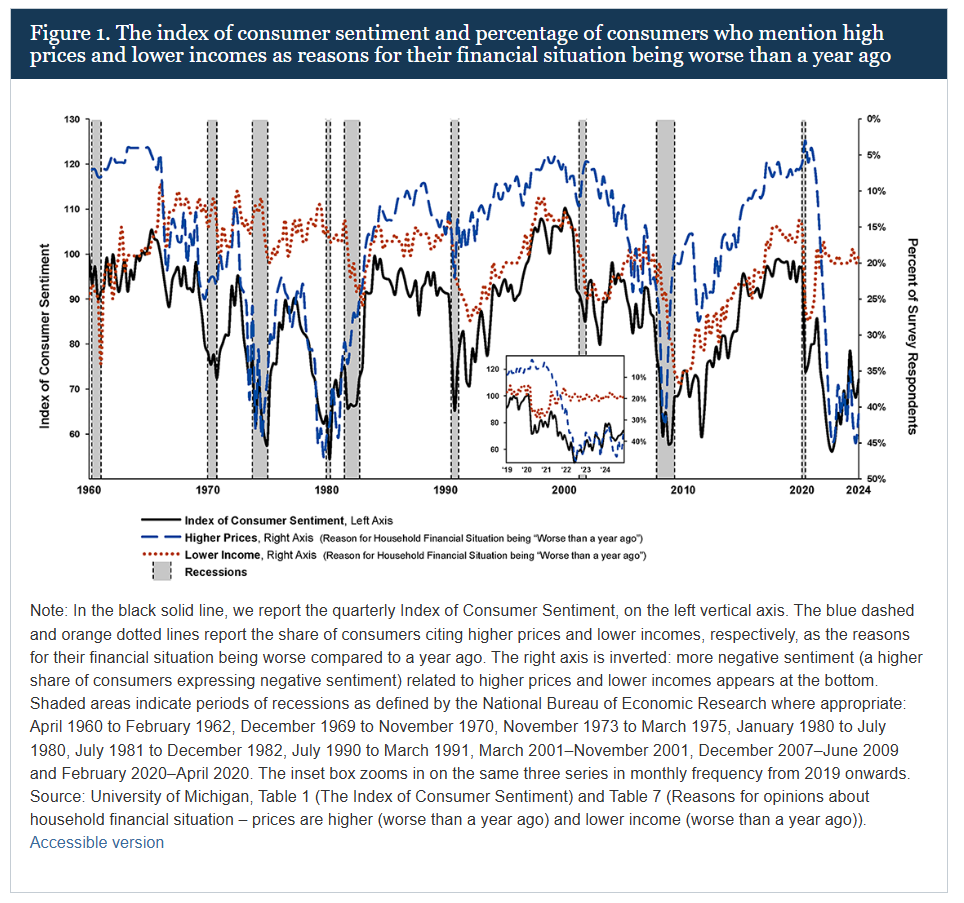 Figure 1. The index of consumer sentiment and percentage of consumers who mention high
prices and lower incomes as reasons for their financial situation being worse than a year ago
130
120
110
100
90
80
70
60
Index of Consumer Sentiment
0%
5%
10%
15%
20%
25%
30%
35%
40%
45%
50%
Percent of Survey Respondents
120
100
80
60
10%
20%
30%
40%
'19 '20 '21 '22 '23 '24
1960 1970 1980 1990 2000 2010 2020 2024
Index of Consumer Sentiment, Left Axis
Higher Prices, Right Axis (Reason for Household Financial Situation being “Worse than a year ago”)
Lower Income, Right Axis (Reason for Household Financial Situation being “Worse than a year ago”)
Recessions
Note: In the black solid line, we report the quarterly Index of Consumer Sentiment, on the left vertical axis. The blue dashed
and orange dotted lines report the share of consumers citing higher prices and lower incomes, respectively, as the reasons
for their financial situation being worse compared to a year ago. The right axis is inverted: more negative sentiment (a higher
share of consumers expressing negative sentiment) related to higher prices and lower incomes appears at the bottom.
Shaded areas indicate periods of recessions as defined by the National Bureau of Economic Research where appropriate:
April 1960 to February 1962, December 1969 to November 1970, November 1973 to March 1975, January 1980 to July
1980, July 1981 to December 1982, July 1990 to March 1991, March 2001–November 2001, December 2007–June 2009
and February 2020–April 2020. The inset box zooms in on the same three series in monthly frequency from 2019 onwards.
Source: University of Michigan, Table 1 (The Index of Consumer Sentiment) and Table 7 (Reasons for opinions about
household financial situation – prices are higher (worse than a year ago) and lower income (worse than a year ago)).
Accessible version